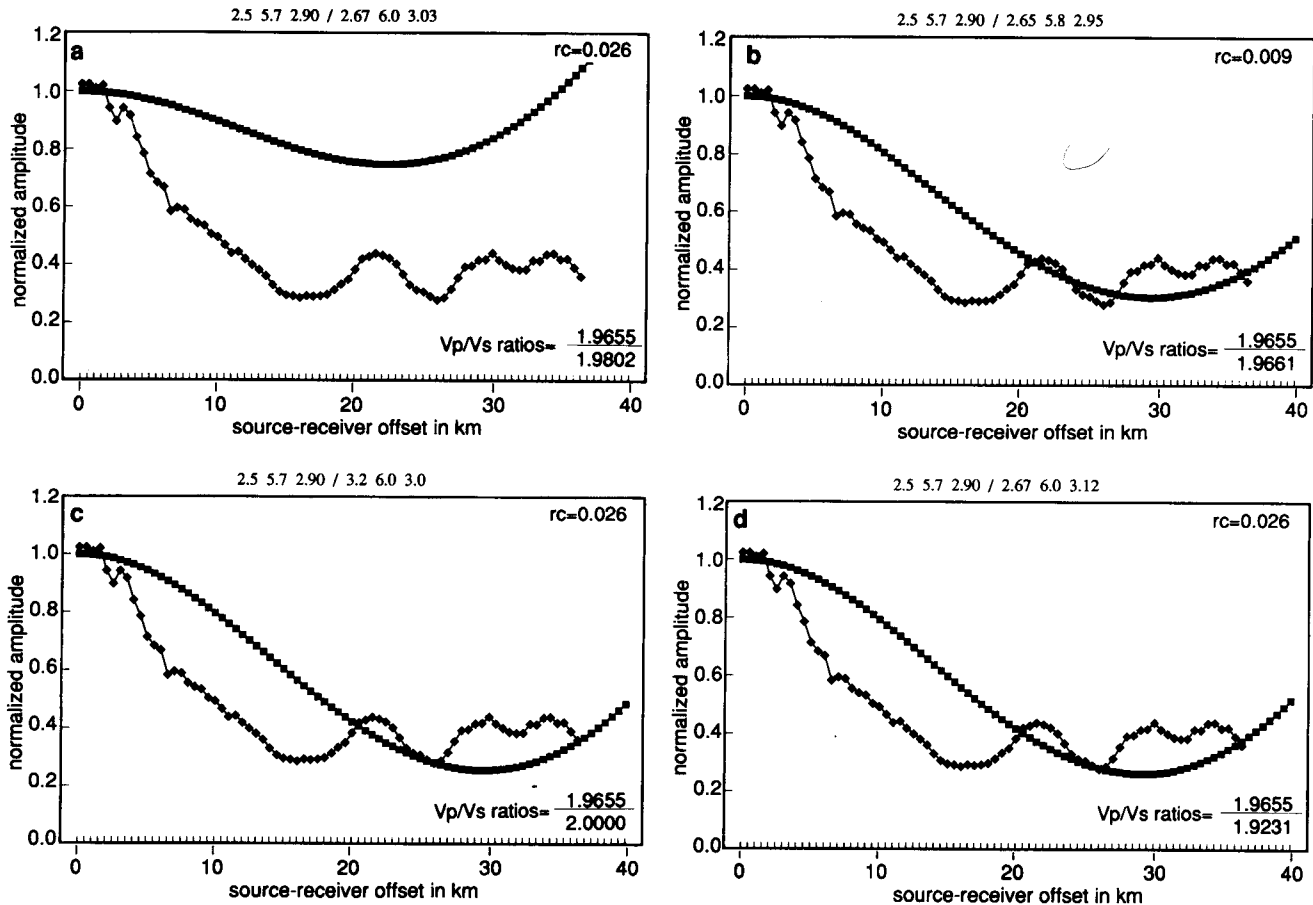 2.5 5.7 2.90 / 2.67 6.0 3.03
a
rc=0.026
1.2
1.0
0.8
0.6
0.4
0.2
0.0
normalized amplitude
Vp/Vs ratios= 1.9655
1.9802
0 10 20 30 40
source-receiver offset in km
2.5 5.7 2.90 / 2.65 5.8 2.95
b
rc=0.009
1.2
1.0
0.8
0.6
0.4
0.2
0.0
normalized amplitude
Vp/Vs ratios= 1.9655
1.9661
0 10 20 30 40
source-receiver offset in km
2.5 5.7 2.90 / 3.2 6.0 3.0
c
rc=0.026
1.2
1.0
0.8
0.6
0.4
0.2
0.0
normalized amplitude
Vp/Vs ratios= 1.9655
2.0000
0 10 20 30 40
source-receiver offset in km
2.5 5.7 2.90 / 2.67 6.0 3.12
d
rc=0.026
1.2
1.0
0.8
0.6
0.4
0.2
0.0
normalized amplitude
Vp/Vs ratios= 1.9655
1.9231
0 10 20 30 40
source-receiver offset in km